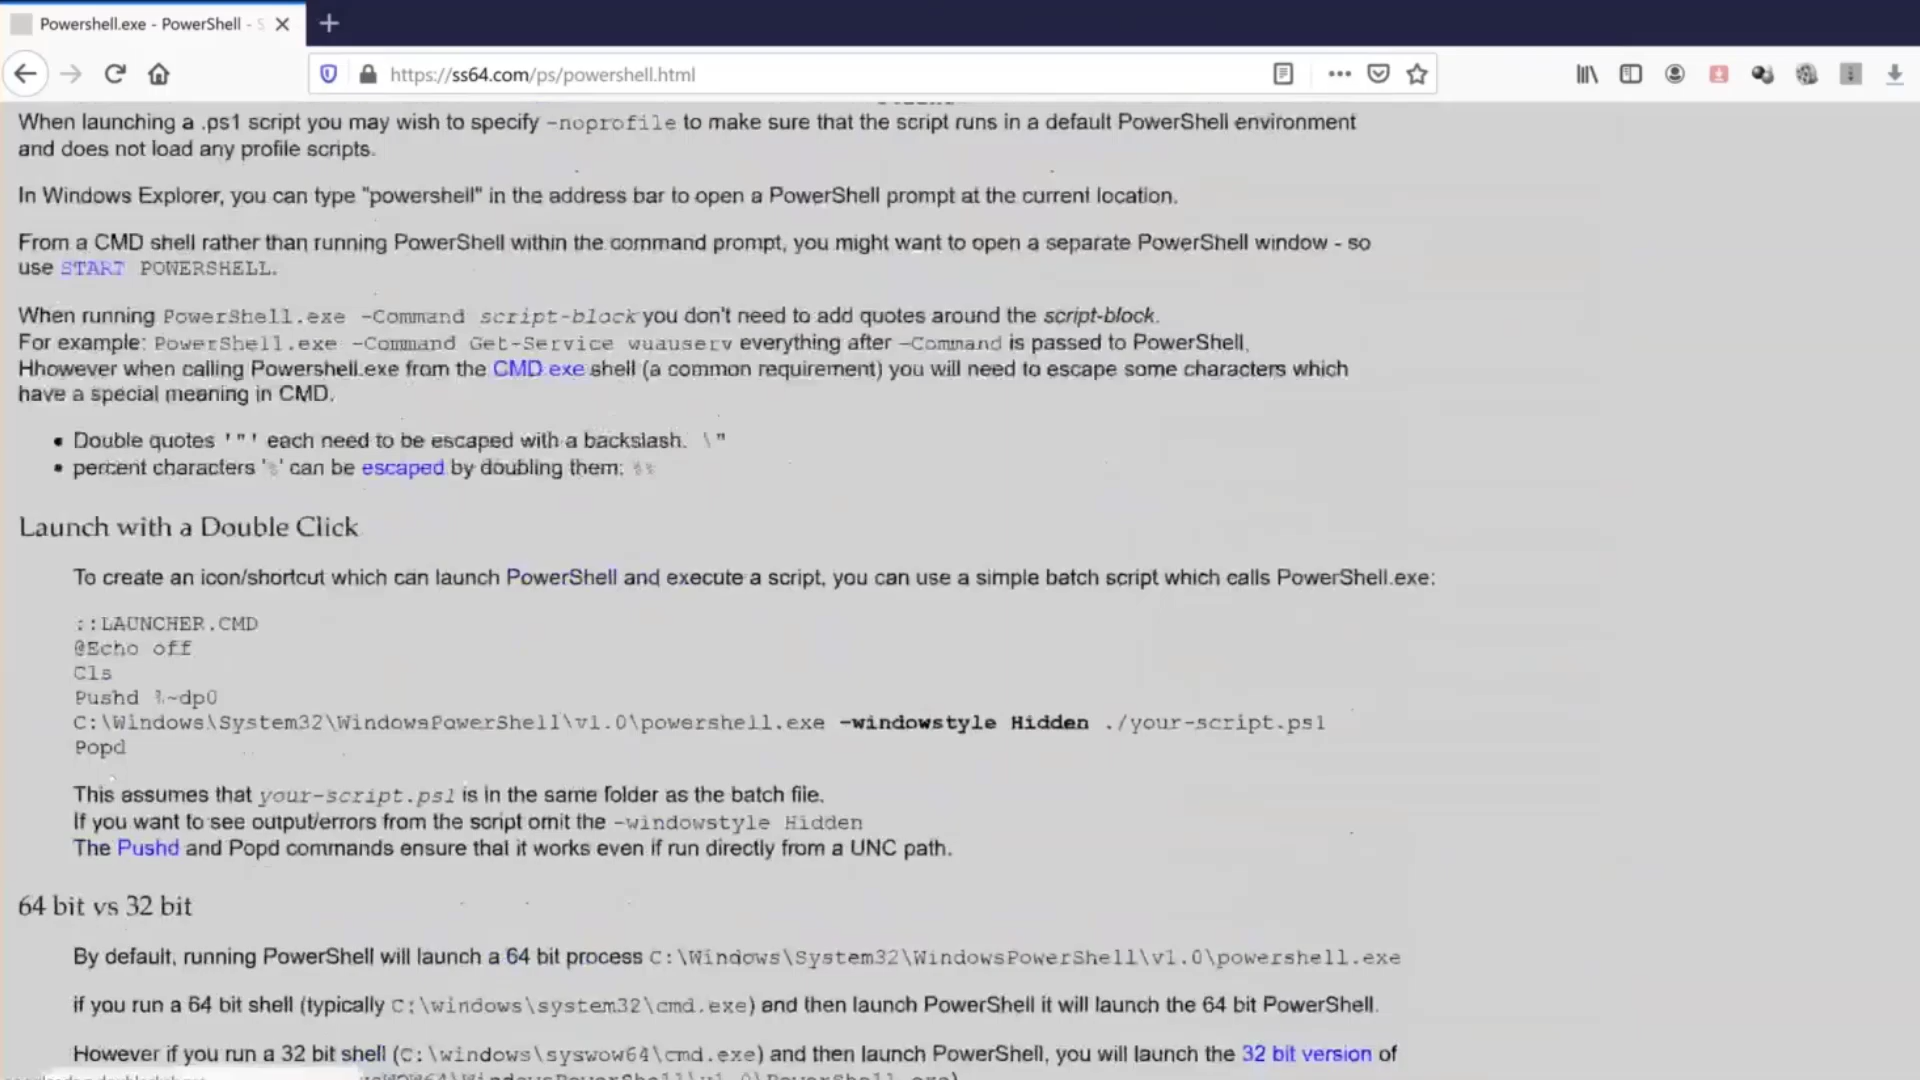 Powershell.exe - PowerShell -
https://ss64.com/ps/powershell.html
When launching a .ps1 script you may wish to specify -noprofile to make sure that the script runs in a default PowerShell environment
and does not load any profile scripts.
In Windows Explorer, you can type "powershell" in the address bar to open a PowerShell prompt at the current location.
From a CMD shell rather than running PowerShell within the command prompt, you might want to open a separate PowerShell window - so
use START POWERSHELL.
When running PowerShell.exe -Command script-block you don't need to add quotes around the script-block.
For example: PowerShell.exe -Command Get-Service wuauserv everything after -Command is passed to PowerShell,
Hhowever when calling Powershell.exe from the CMD.exe shell (a common requirement) you will need to escape some characters which
have a special meaning in CMD.
• Double quotes '"' each need to be escaped with a backslash. \"
• percent characters '%' can be escaped by doubling them: %%
Launch with a Double Click
To create an icon/shortcut which can launch PowerShell and execute a script, you can use a simple batch script which calls PowerShell.exe:
::LAUNCHER.CMD
@Echo off
Cls
Pushd %~dp0
C:\Windows\System32\WindowsPowerShell\v1.0\powershell.exe -windowstyle Hidden ./your-script.ps1
Popd
This assumes that your-script.ps1 is in the same folder as the batch file.
If you want to see output/errors from the script omit the -windowstyle Hidden
The Pushd and Popd commands ensure that it works even if run directly from a UNC path.
64 bit vs 32 bit
By default, running PowerShell will launch a 64 bit process C:\Windows\System32\WindowsPowerShell\v1.0\powershell.exe
if you run a 64 bit shell (typically C:\windows\system32\cmd.exe) and then launch PowerShell it will launch the 64 bit PowerShell.
However if you run a 32 bit shell (C:\windows\syswow64\cmd.exe) and then launch PowerShell, you will launch the 32 bit version of